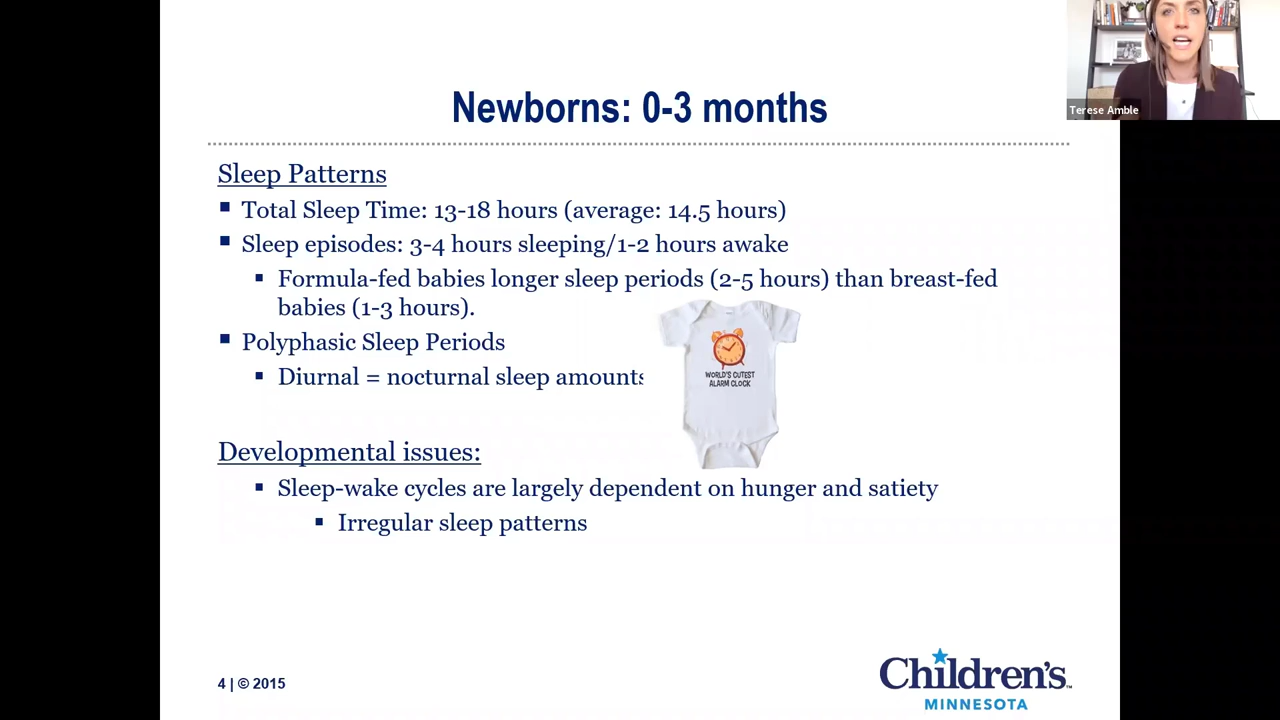 Terese Amble
Newborns: 0-3 months
Sleep Patterns
Total Sleep Time: 13-18 hours (average: 14.5 hours)
Sleep episodes: 3-4 hours sleeping/1-2 hours awake
Formula-fed babies longer sleep periods (2-5 hours) than breast-fed
babies (1-3 hours).
Polyphasic Sleep Periods
Diurnal = nocturnal sleep amounts
WORLD'S CUTEST
ALARM CLOCK
Developmental issues:
Sleep-wake cycles are largely dependent on hunger and satiety
Irregular sleep patterns
4 | © 2015
Children's™
MINNESOTA